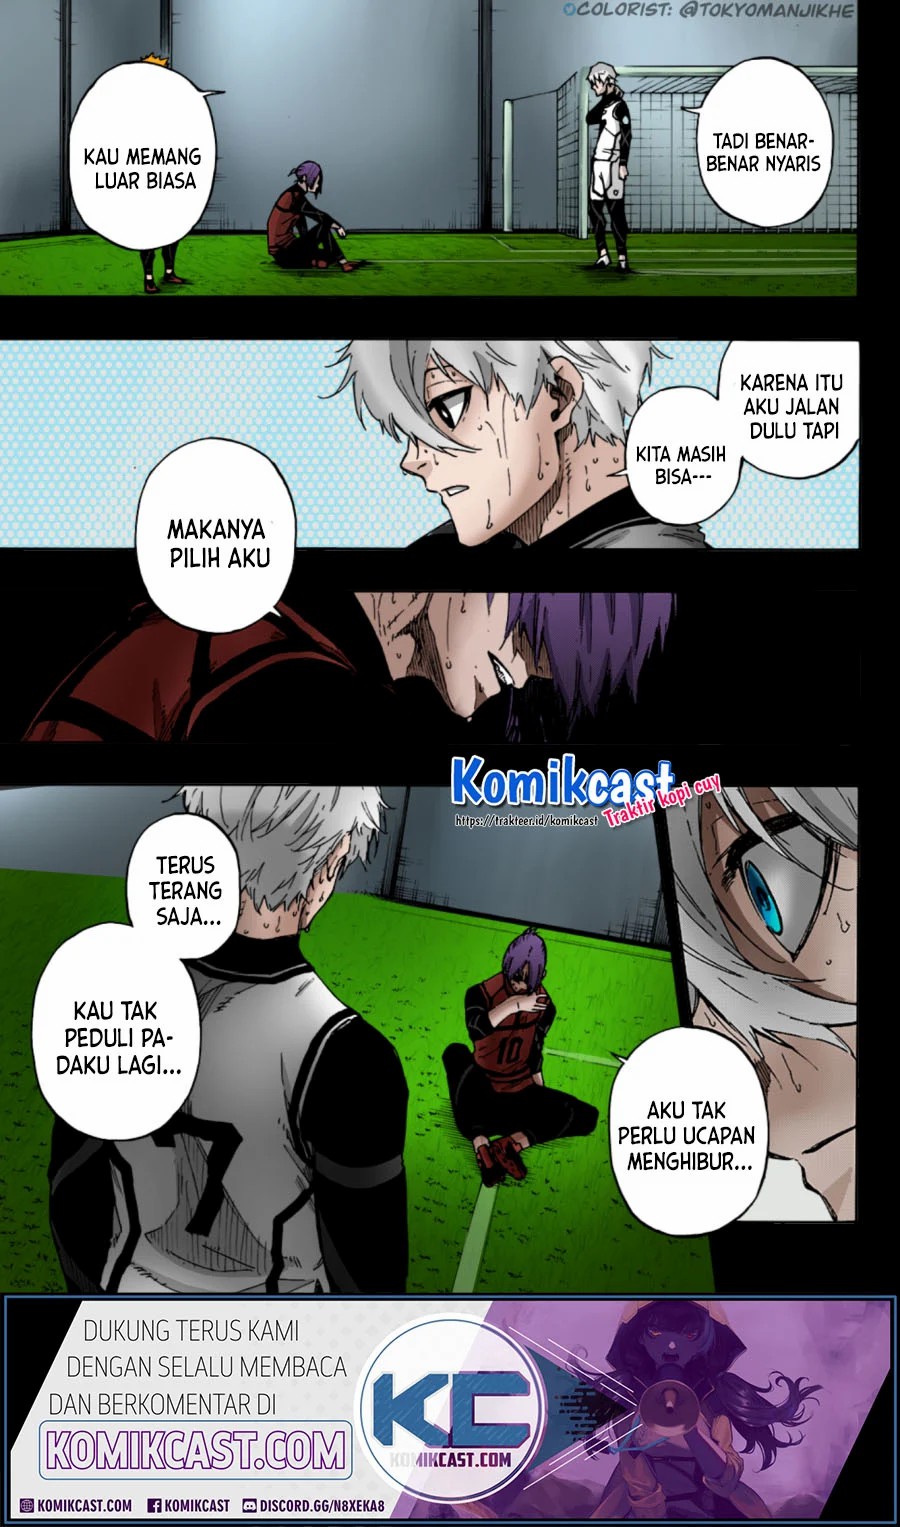 COLORIST: @TOKYOMANJIKHE
TADI BENAR-
BENAR NYARIS
KAU MEMANG
LUAR BIASA
KARENA ITU
AKU JALAN
DULU TAPI
KITA MASIH
BISA---
MAKANYA
PILIH AKU
Komikcast
Traktir kopi cuy
https://trakteer.id/komikcast
TERUS
TERANG
SAJA...
KAU TAK
PEDULI PA-
DAKU LAGI...
10
7
AKU TAK
PERLU UCAPAN
MENGHIBUR...
DUKUNG TERUS KAMI
DENGAN SELALU MEMBACA
DAN BERKOMENTAR DI
KOMIKCAST.COM
KC
KOMIKCAST.COM
KOMIKCAST.COM
KOMIKCAST
DISCORD.GG/N8XEKA8